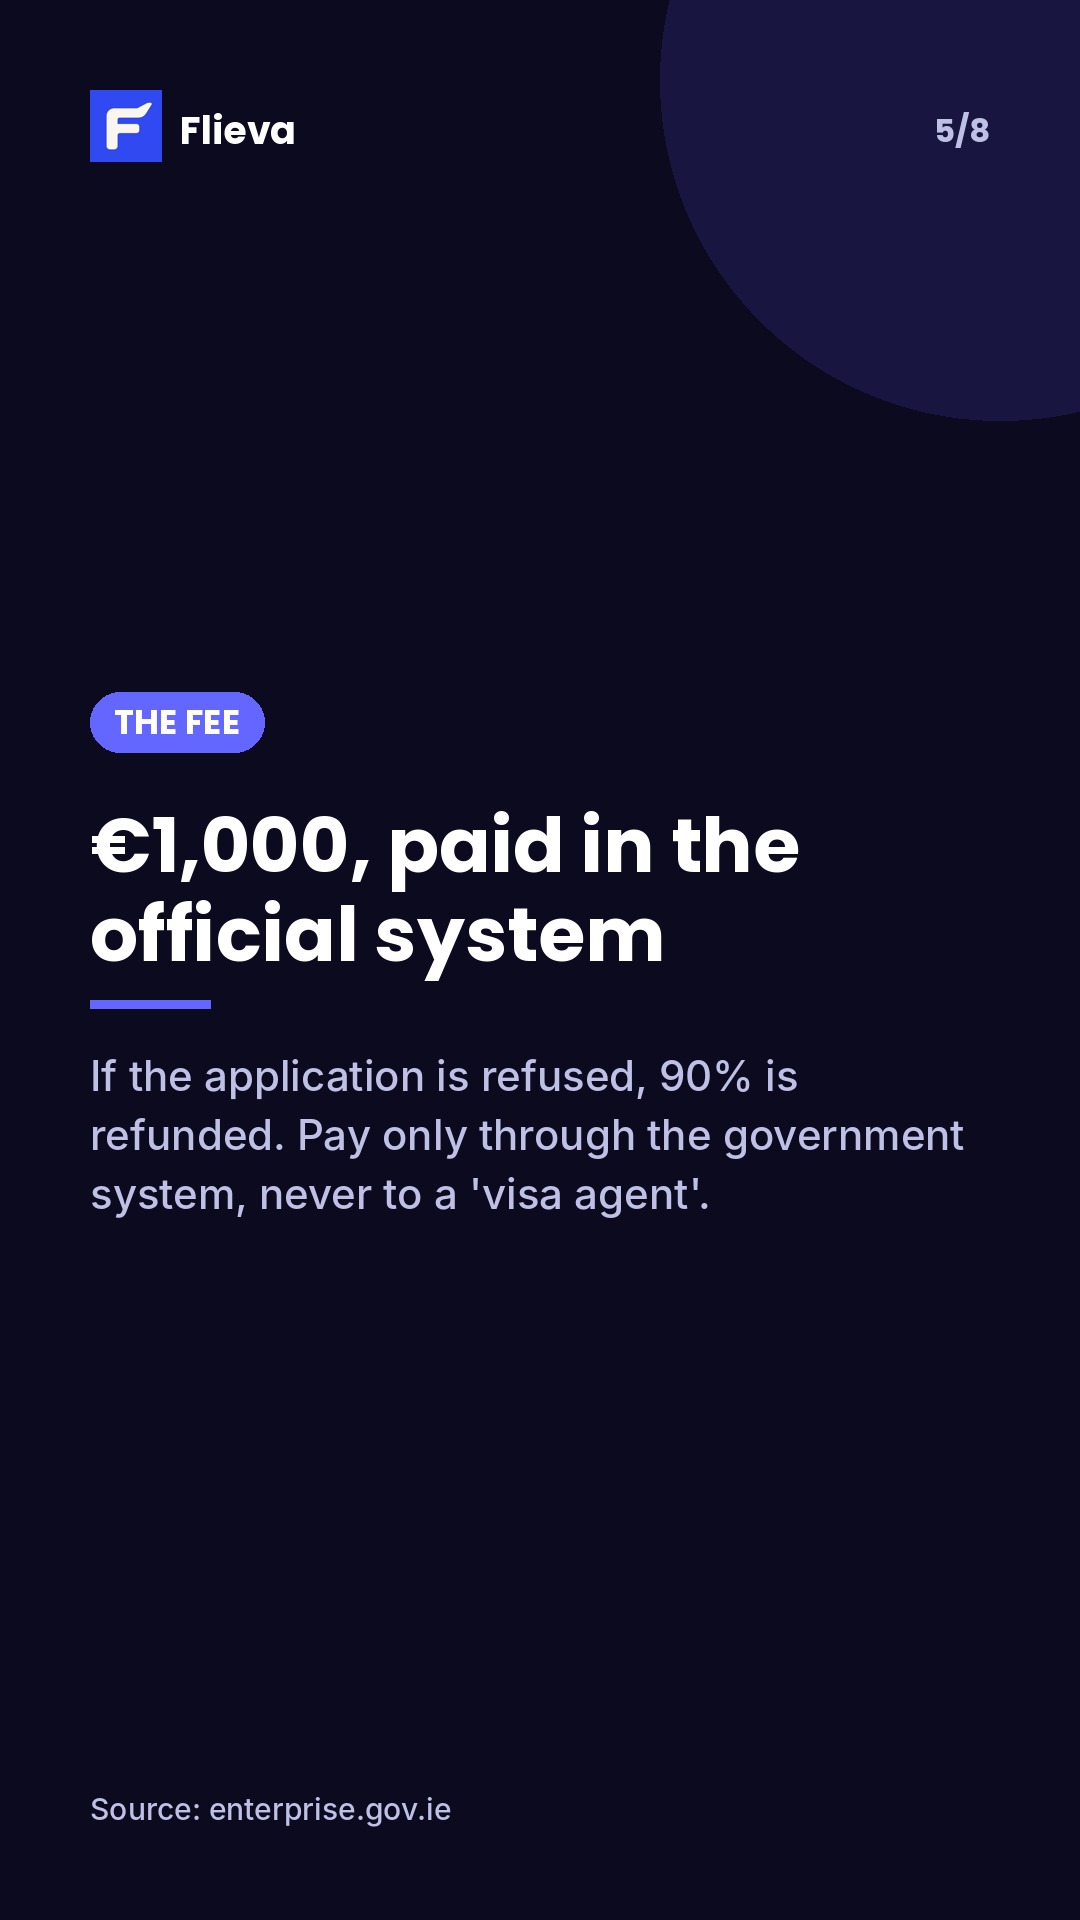 Flieva
5/8
THE FEE
€1,000, paid in the
official system
If the application is refused, 90% is
refunded. Pay only through the government
system, never to a 'visa agent'.
Source: enterprise.gov.ie